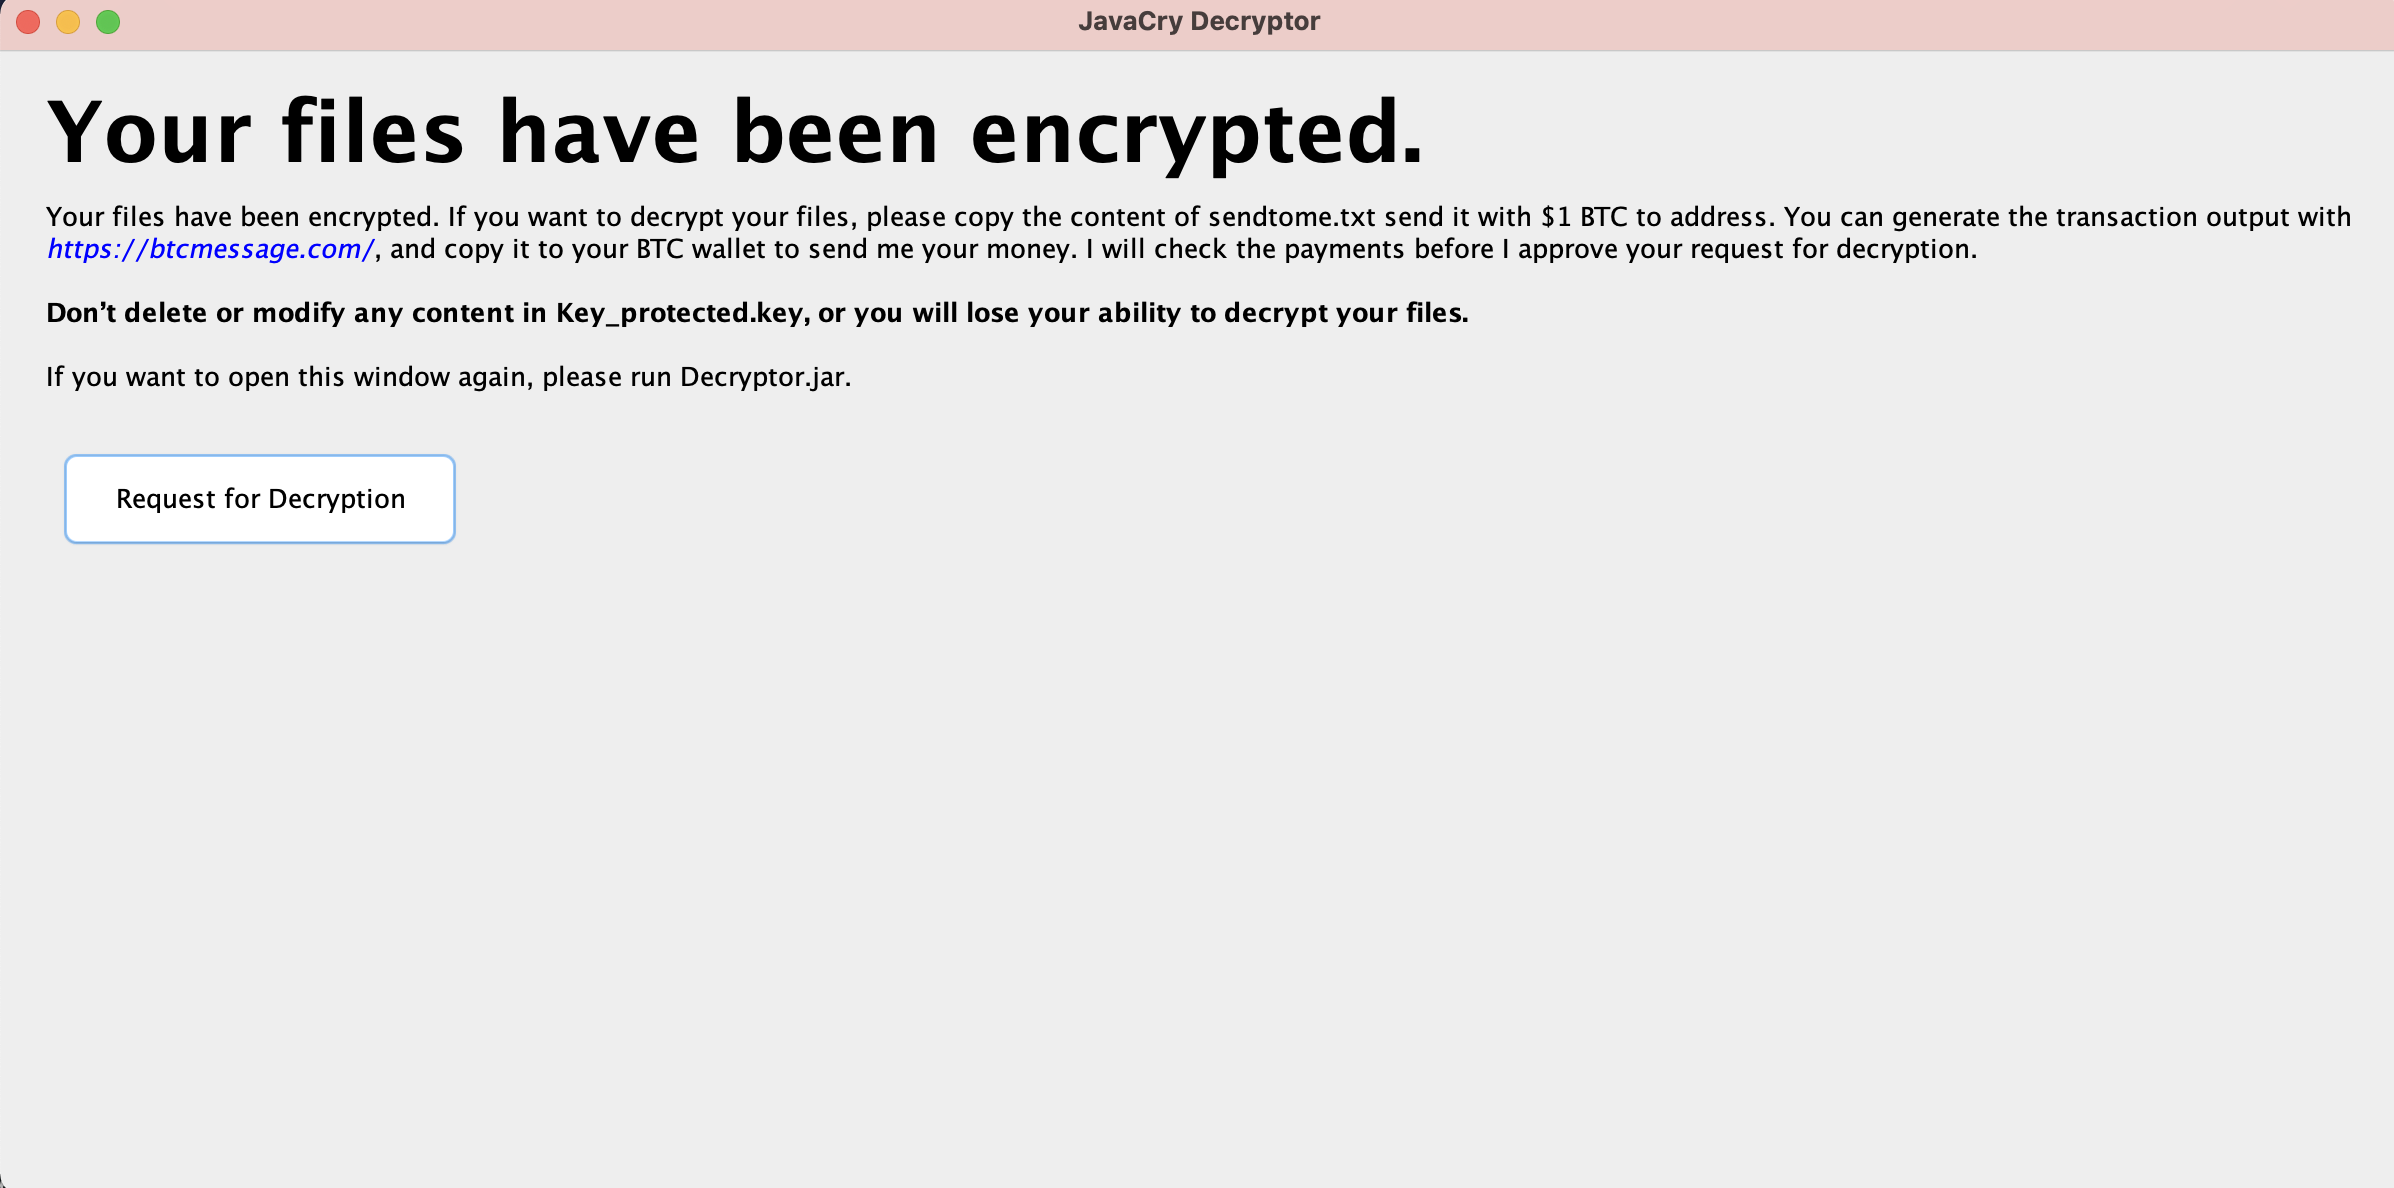 JavaCry Decryptor
Your files have been encrypted.
Your files have been encrypted. If you want to decrypt your files, please copy the content of sendtome.txt send it with $1 BTC to address. You can generate the transaction output with
https://btcmessage.com/, and copy it to your BTC wallet to send me your money. I will check the payments before I approve your request for decryption.
Don’t delete or modify any content in Key_protected.key, or you will lose your ability to decrypt your files.
If you want to open this window again, please run Decryptor.jar.
Request for Decryption